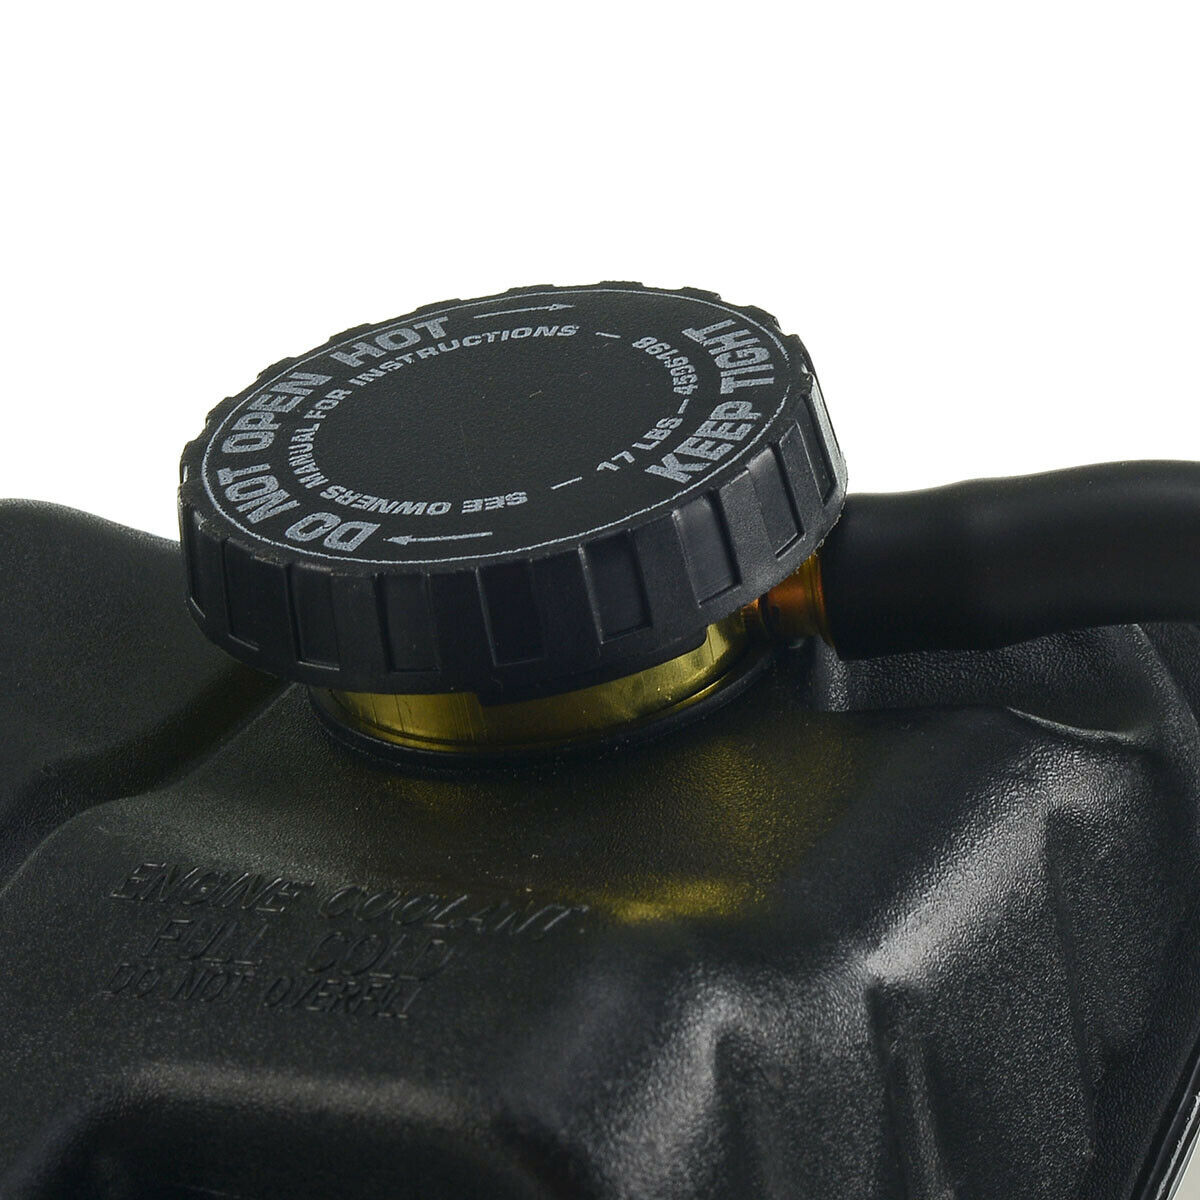 DO NOT OPEN HOT
KEEP TIGHT
SEE OWNERS MANUAL FOR INSTRUCTIONS –
– 17 LBS – 4596198
ENGINE COOLANT
FULL COLD
DO NOT OVERFILL